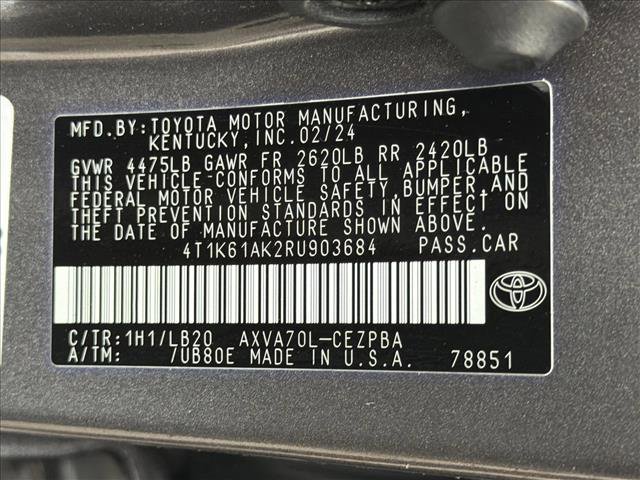 MFD.BY:TOYOTA MOTOR MANUFACTURING,
KENTUCKY,INC.02/24
GVWR 4475LB GAWR FR 2620LB RR 2420LB
THIS VEHICLE CONFORMS TO ALL APPLICABLE
FEDERAL MOTOR VEHICLE SAFETY,BUMPER,AND
THEFT PREVENTION STANDARDS IN EFFECT ON
THE DATE OF MANUFACTURE SHOWN ABOVE.
4T1K61AK2RU903684 PASS.CAR
C/TR:1H1/LB20 AXVA70L-CEZPBA
A/TM: /UB80E MADE IN U.S.A. 78851